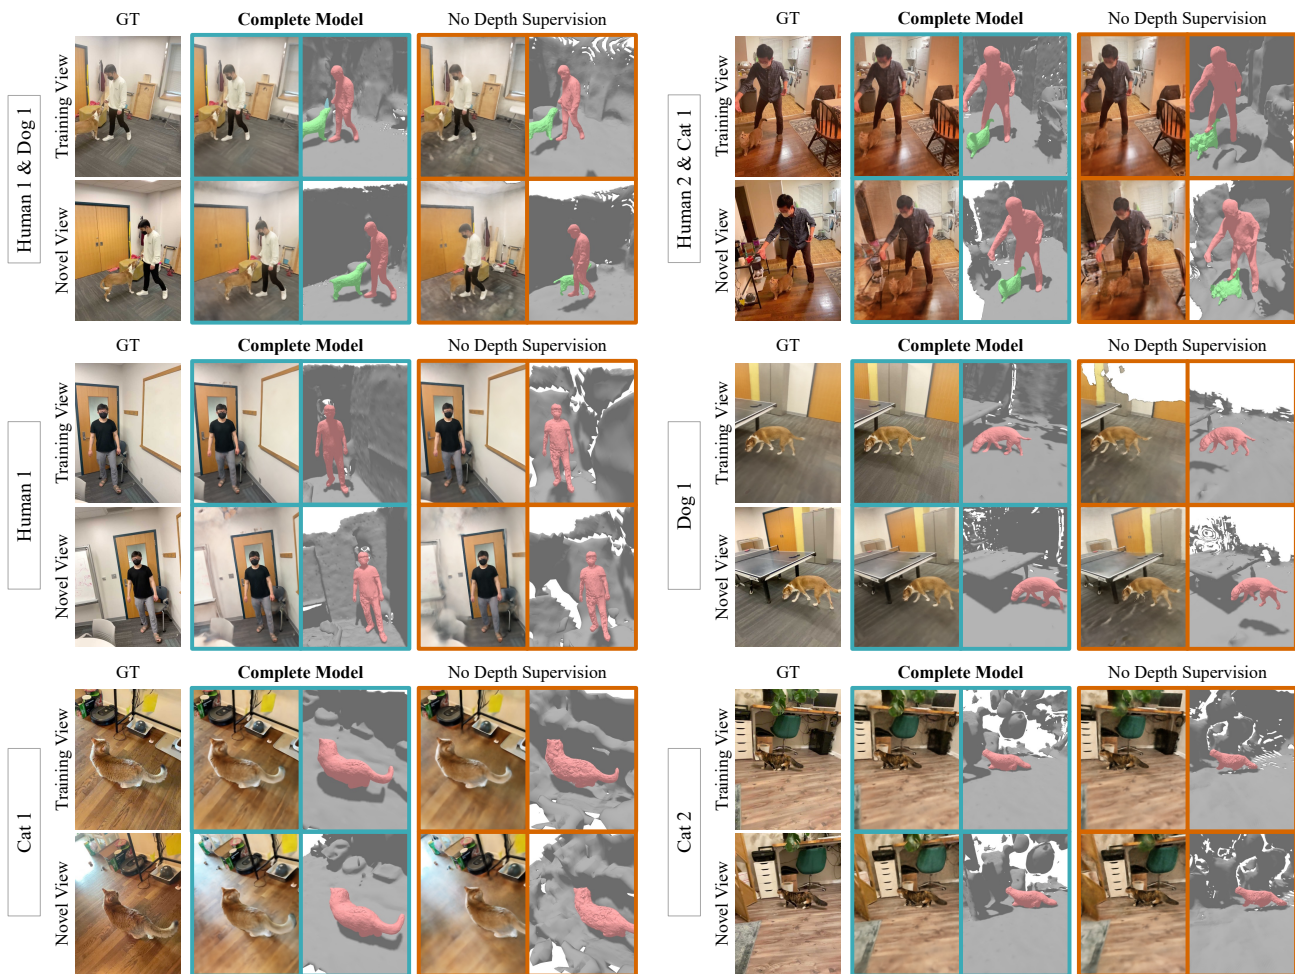 GT Complete Model No Depth Supervision
Human 1 & Dog 1
Training View
Novel View
GT Complete Model No Depth Supervision
Human 2 & Cat 1
Training View
Novel View
GT Complete Model No Depth Supervision
Human 1
Training View
Novel View
GT Complete Model No Depth Supervision
Dog 1
Training View
Novel View
GT Complete Model No Depth Supervision
Cat 1
Training View
Novel View
GT Complete Model No Depth Supervision
Cat 2
Training View
Novel View